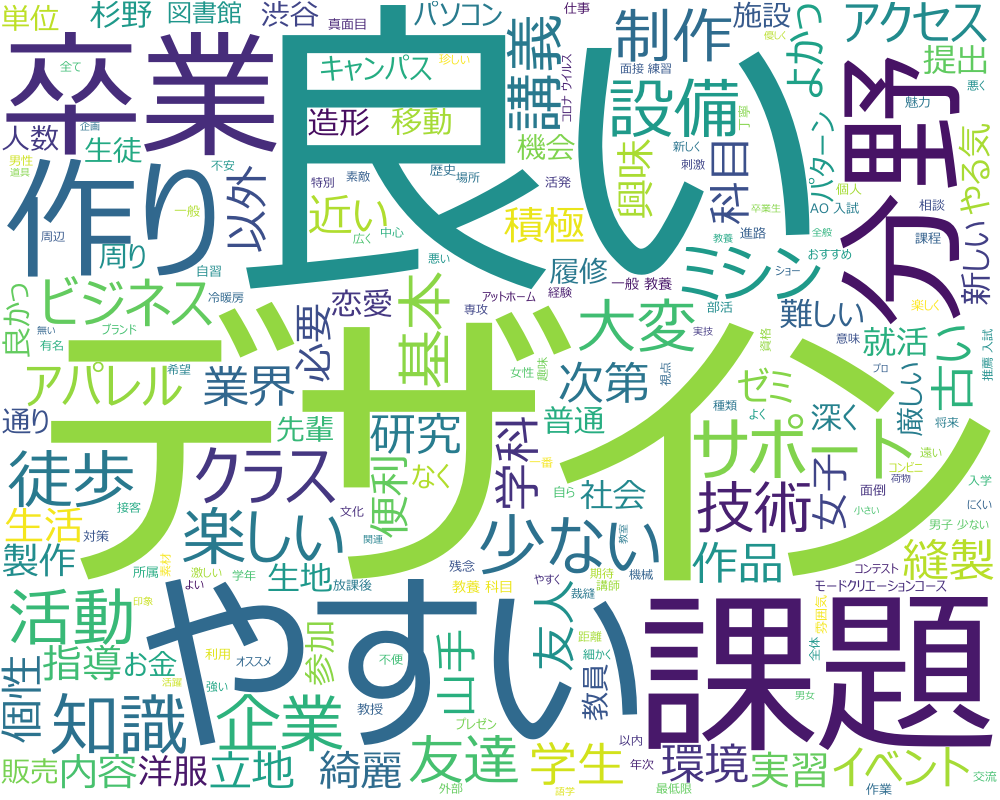 単位
杉野
図書館
渋谷
真面目
パソコン
仕事
優しく
施設
アクセス
全て
卒業
良い
キャンパス
珍しい
講義
面接 練習
コロナ ウイルス
制作
よかっ
提出
悪く
魅力
人数
企画
造形
移動
設備
丁寧
分野
生徒
機会
新しく
刺激
パターン
やる気
男性
道具
不安
歴史
場所
特別
素敵
活発
興味
科目
個人
作り
以外
一般
近い
積極
卒業生
AO 入試
相談
周辺
広く
中心
教養
進路
全般
課程
周り
自習
悪い
履修
ミシン
おすすめ
ショー
新しい
ビジネス
冷暖房
恋愛
アットホーム
経験
一般 教養
部活
楽しく
良かっ
無い
有名
ブランド
必要
基本
専攻
大変
実技
難しい
意味
就活
古い
推薦 入試
デザイン
アパレル
希望
業界
女性
趣味
次第
視点
資格
ゼミ
プロ
厳しい
将来
通り
先輩
研究
普通
種類
よく
深く
サポート
遠い
徒歩
クラス
便利
なく
学科
一番
自ら
社会
技術
女子
面倒
コンビニ
荷物
入学
生活
接客
楽しい
文化
関連
少ない
教室
小さい
男子 少ない
にくい
製作
対策
所属
素材
激しい
学年
生地
放課後
残念
教養 科目
やすく
期待
講師
機械
作品
コンテスト
縫製
モードクリエーションコース
活動
印象
よい
やすい
裁縫
友人
距離
細かく
課題
全体
雰囲気
個性
指導
お金
利用
オススメ
参加
不便
山手
教員
男女
知識
活躍
強い
企業
教授
プレゼン
以内
販売
内容
洋服
立地
綺麗
友達
外部
学生
語学
年次
環境
最低限
実習
イベント
作業
交流